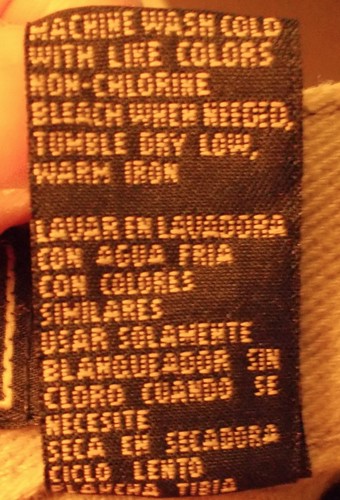 MACHINE WASH COLD
WITH LIKE COLORS
NON-CHLORINE
BLEACH WHEN NEEDED,
TUMBLE DRY LOW,
WARM IRON
LAVAR EN LAVADORA
CON AGUA FRIA
CON COLORES
SIMILARES
USAR SOLAMENTE
BLANQUEADOR SIN
CLORO CUANDO SE
NECESITE
SECA EN SECADORA
CICLO LENTO
PLANCHA TIBIA